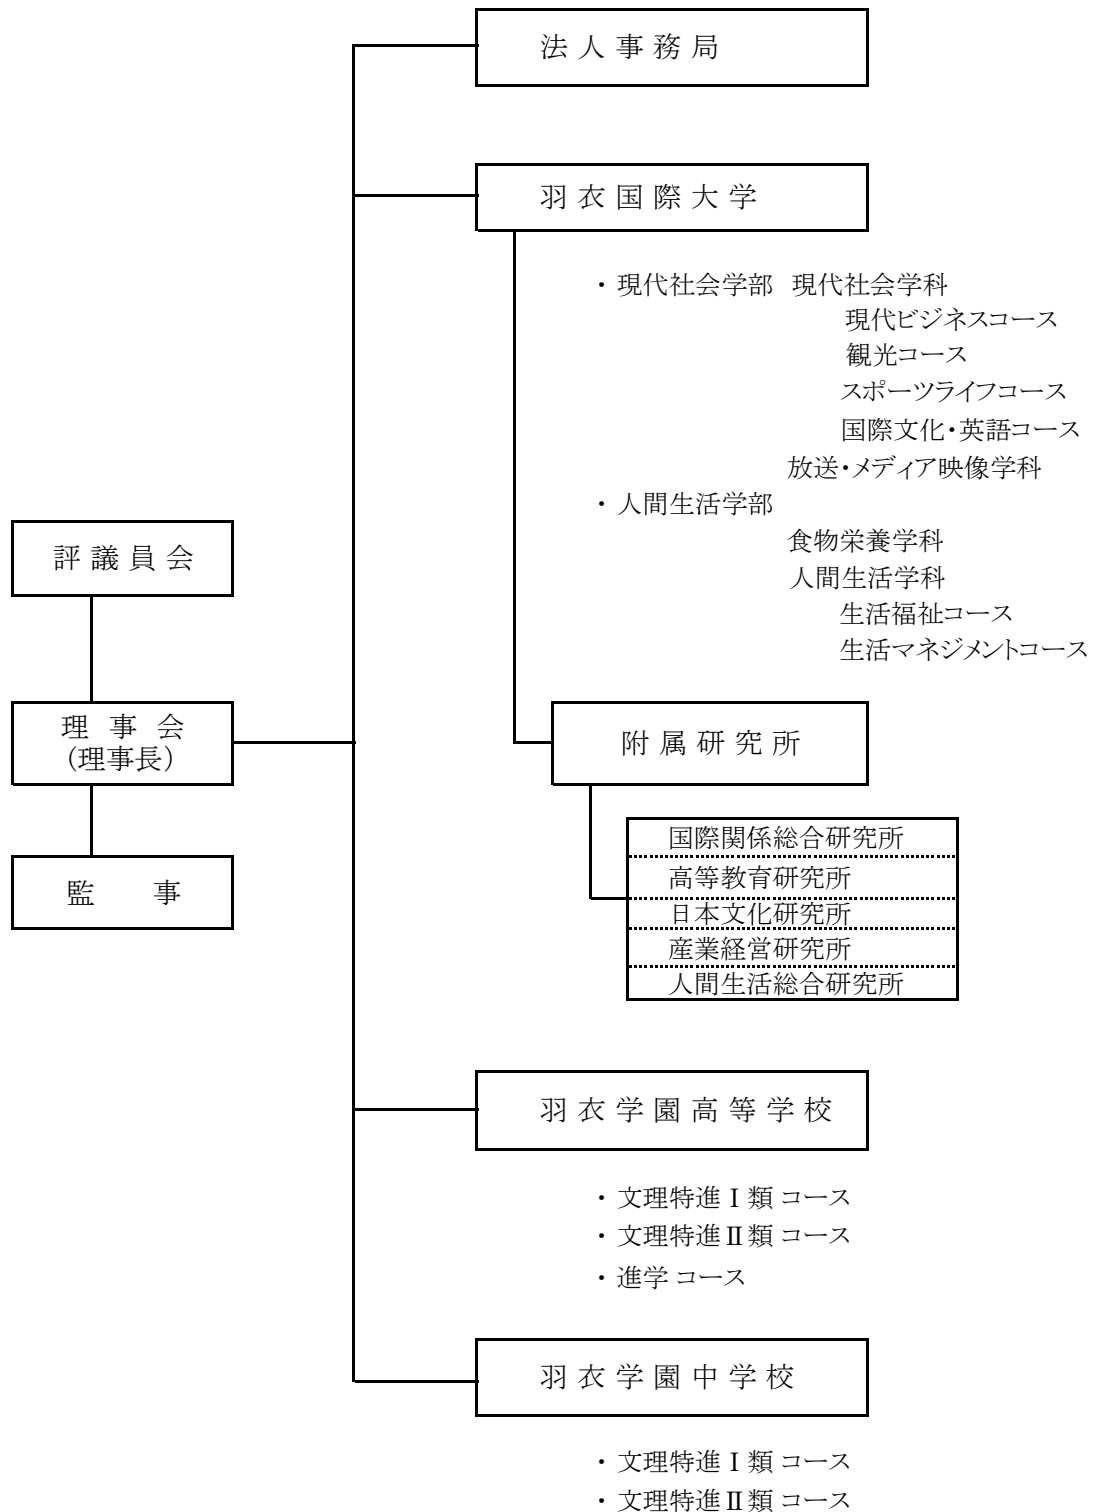 法人事務局
羽衣国際大学
・現代社会学部 現代社会学科
現代ビジネスコース
観光コース
スポーツライフコース
国際文化・英語コース
放送・メディア映像学科
・人間生活学部
食物栄養学科
人間生活学科
生活福祉コース
生活マネジメントコース
評議員会
理事会
(理事長)
監事
附属研究所
国際関係総合研究所
高等教育研究所
日本文化研究所
産業経営研究所
人間生活総合研究所
羽衣学園高等学校
・文理特進Ⅰ類 コース
・文理特進Ⅱ類 コース
・進学 コース
羽衣学園中学校
・文理特進Ⅰ類 コース
・文理特進Ⅱ類 コース